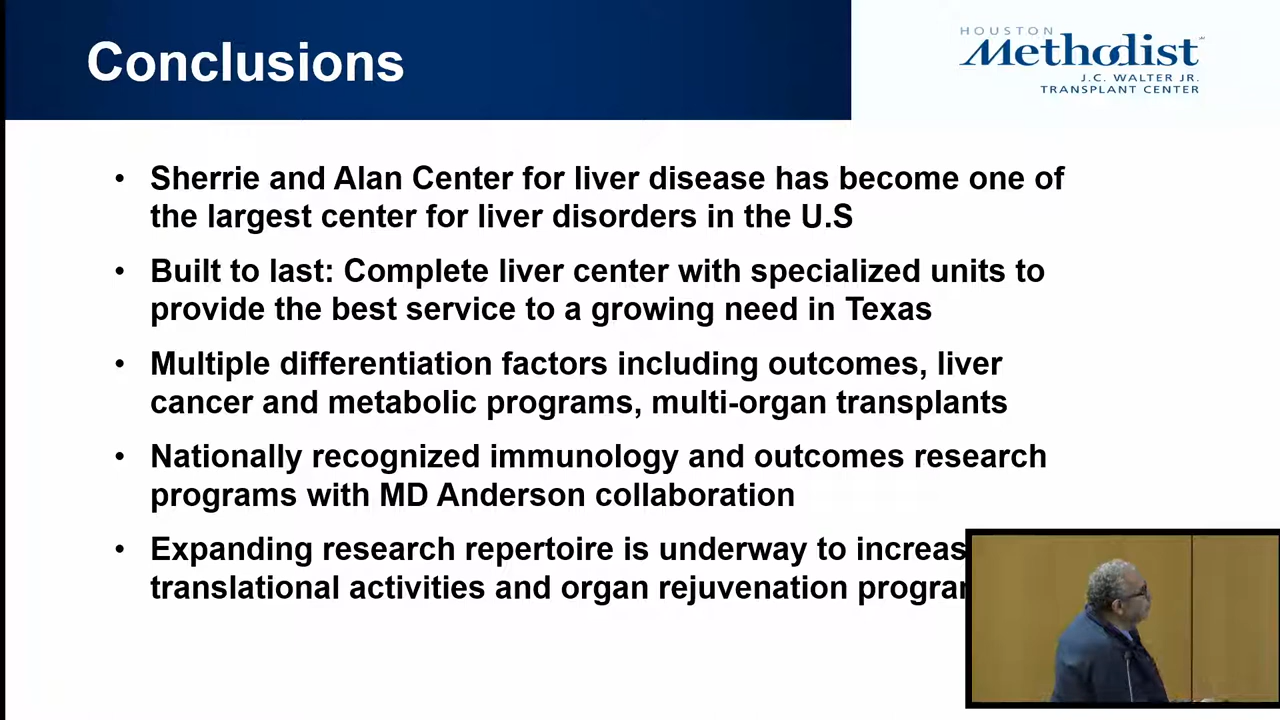 Conclusions
HOUSTON
Methodist
J.C. WALTER JR.
TRANSPLANT CENTER
• Sherrie and Alan Center for liver disease has become one of
the largest center for liver disorders in the U.S
• Built to last: Complete liver center with specialized units to
provide the best service to a growing need in Texas
• Multiple differentiation factors including outcomes, liver
cancer and metabolic programs, multi-organ transplants
• Nationally recognized immunology and outcomes research
programs with MD Anderson collaboration
• Expanding research repertoire is underway to increas
translational activities and organ rejuvenation program